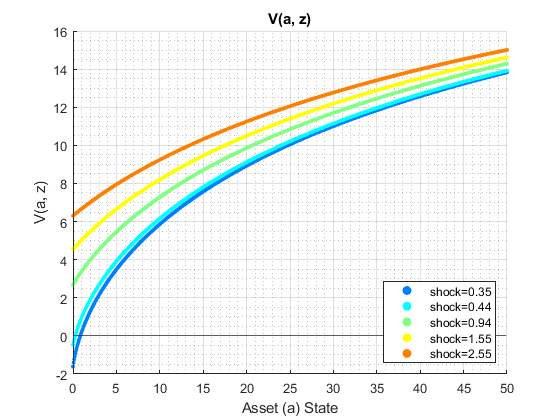 V(a, z)
16
14
12
10
8
6
4
2
0
-2
V(a, z)
0 5 10 15 20 25 30 35 40 45 50
Asset (a) State
shock=0.35
shock=0.44
shock=0.94
shock=1.55
shock=2.55